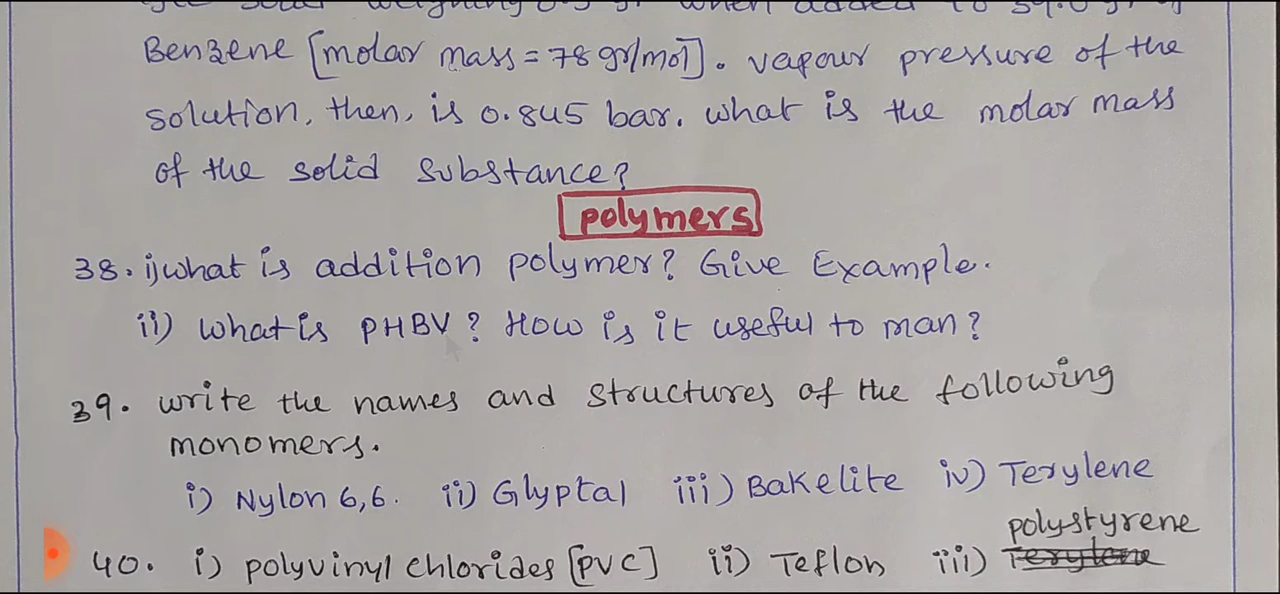 Benzene [molar mass = 78 gr/mol]. vapour pressure of the
solution, then, is 0.845 bar. what is the molar mass
of the solid substance?
polymers
38. i) what is addition polymer? Give Example.
ii) what is PHBV? How is it useful to man?
39. write the names and structures of the following
monomers.
i) Nylon 6,6. ii) Glyptal iii) Bakelite iv) Terylene
polystyrene
40. i) polyvinyl chlorides [PVC] ii) Teflon iii) Terylene